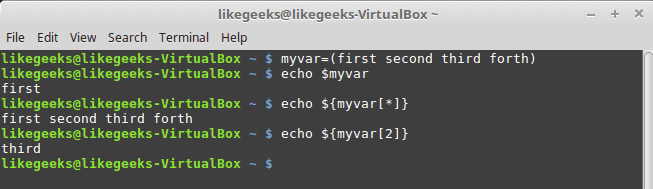 likegeeks@likegeeks-VirtualBox ~
File Edit View Search Terminal Help
likegeeks@likegeeks-VirtualBox ~ $ myvar=(first second third forth)
likegeeks@likegeeks-VirtualBox ~ $ echo $myvar
first
likegeeks@likegeeks-VirtualBox ~ $ echo ${myvar[*]}
first second third forth
likegeeks@likegeeks-VirtualBox ~ $ echo ${myvar[2]}
third
likegeeks@likegeeks-VirtualBox ~ $